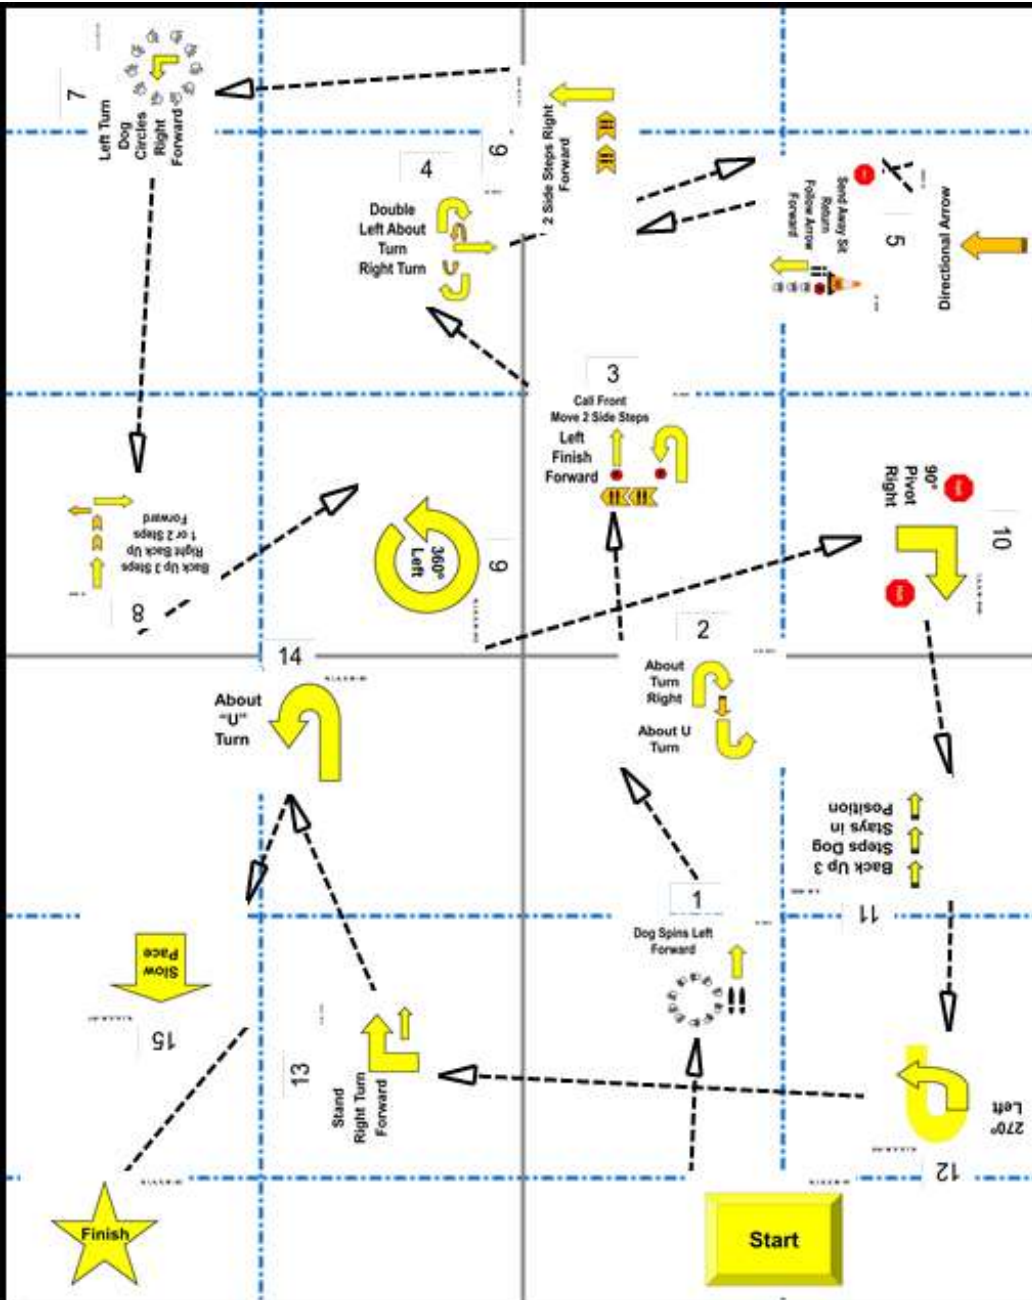 7
Left Turn
Dog
Circles
Right
Forward
6
2 Side Steps Right
Forward
4
Double
Left About
Turn
Right Turn
5
Send Away Sit
Return
Follow Arrow
Forward
Directional Arrow
3
Call Front
Move 2 Side Steps
Left
Finish
Forward
8
Back Up 3 Steps
Right Back Up
1 or 2 Steps
Forward
9
360°
Left
10
90°
Pivot
Right
2
About
Turn
Right
About U
Turn
14
About
"U"
Turn
11
Back Up 3
Steps Dog
Stays in
Position
1
Dog Spins Left
Forward
15
Slow
Pace
13
Stand
Right Turn
Forward
12
270°
Left
Finish
Start